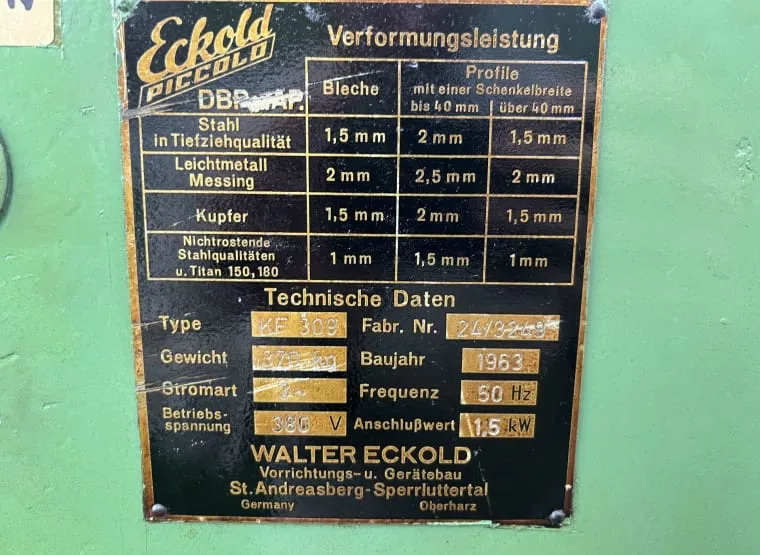 Eckold
PICCOLO
Verformungsleistung
Bleche
Profile
mit einer Schenkelbreite
bis 40 mm
über 40 mm
Stahl
in Tiefziehqualität
1,5 mm
2 mm
1,5 mm
Leichtmetall
Messing
2 mm
2,5 mm
2 mm
Kupfer
1,5 mm
2 mm
1,5 mm
Nichtrostende
Stahlqualitäten
u. Titan 150,180
1 mm
1,5 mm
1 mm
Technische Daten
Type
KF 309
Fabr. Nr.
Gewicht
kg
Baujahr
1963
Stromart
3~
Frequenz
50 Hz
Betriebs-
spannung
380 V
Anschlußwert
1,5 kW
WALTER ECKOLD
Vorrichtungs- u. Gerätebau
St. Andreasberg-Sperrluttertal
Germany
Oberharz